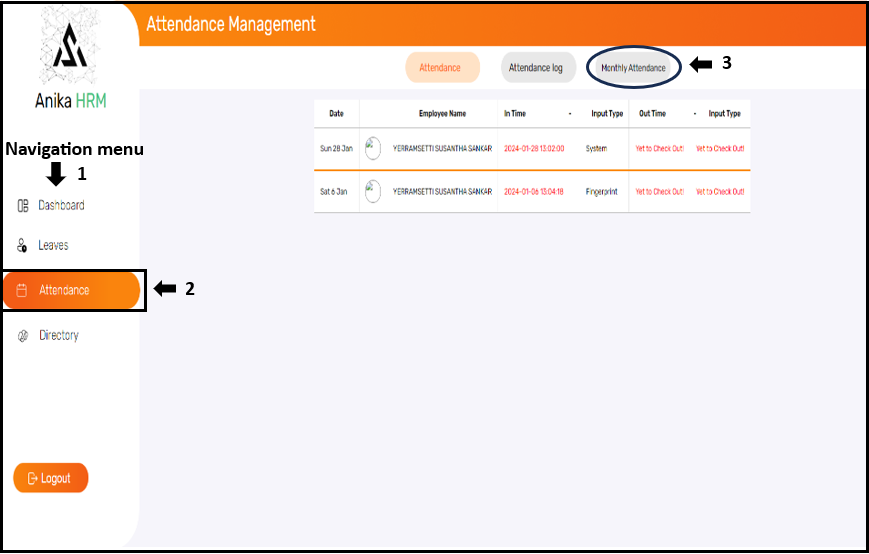 Attendance Management
Attendance
Attendance log
Monthly Attendance
3
Anika HRM
Navigation menu
1
Dashboard
Leaves
Attendance
2
Directory
Logout
Date Employee Name In Time Input Type Out Time Input Type
Sun 28 Jan YERRAMSETTI SUSANTHA SANKAR 2024-01-28 13:02:00 System Yet to Check Out! Yet to Check Out!
Sat 6 Jan YERRAMSETTI SUSANTHA SANKAR 2024-01-06 13:04:18 Fingerprint Yet to Check Out! Yet to Check Out!